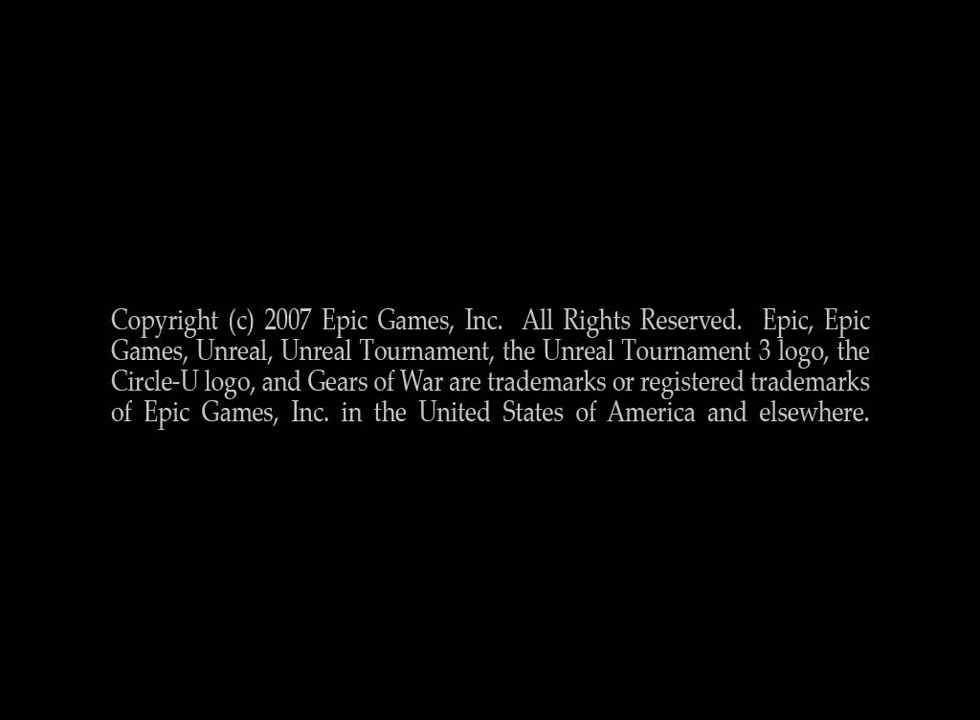 Copyright (c) 2007 Epic Games, Inc.  All Rights Reserved.  Epic, Epic
Games, Unreal, Unreal Tournament, the Unreal Tournament 3 logo, the
Circle-U logo, and Gears of War are trademarks or registered trademarks
of Epic Games, Inc. in the United States of America and elsewhere.